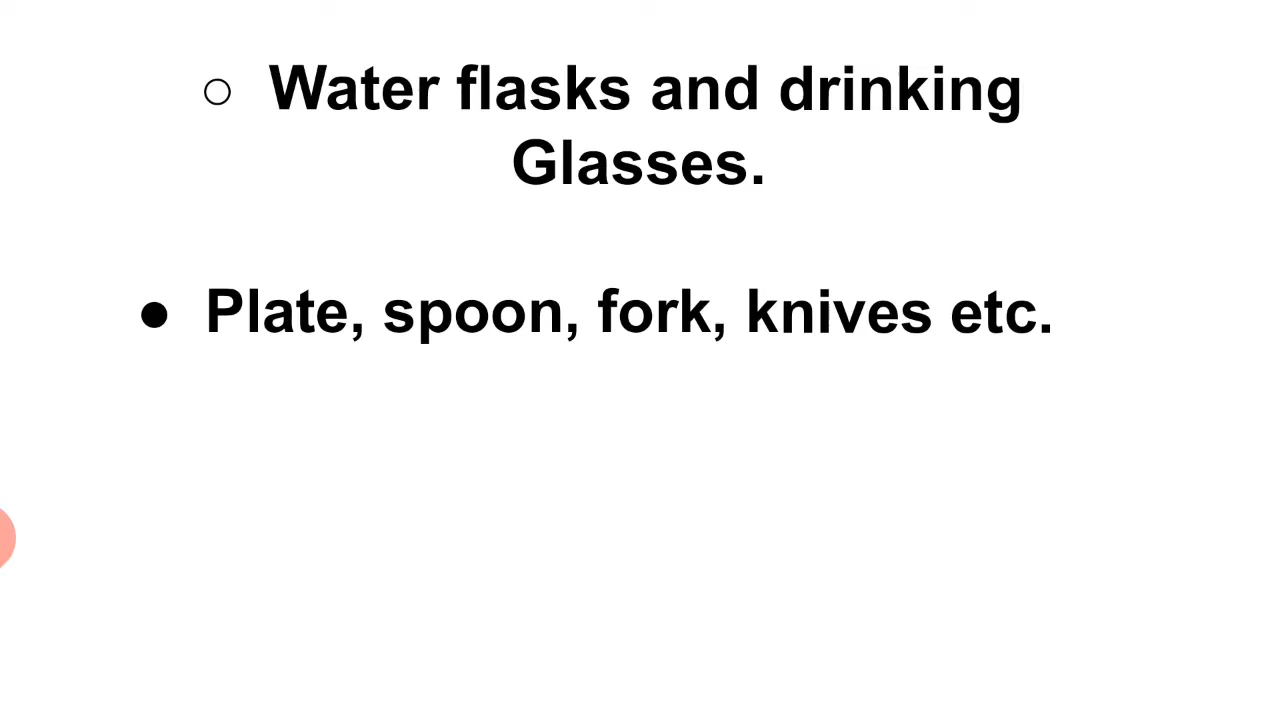 ○ Water flasks and drinking
Glasses.
● Plate, spoon, fork, knives etc.